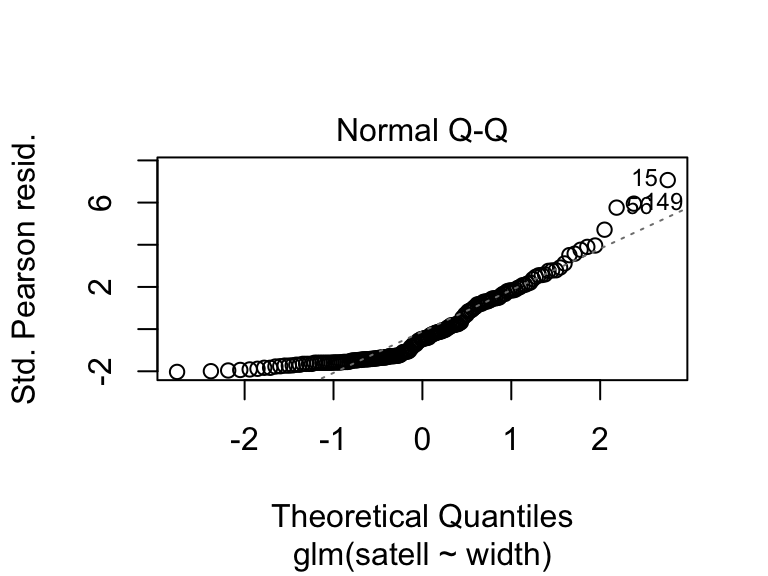 Normal Q-Q
Std. Pearson resid.
6
2
-2
15
56
149
-2
-1
0
1
2
Theoretical Quantiles
glm(satell ~ width)